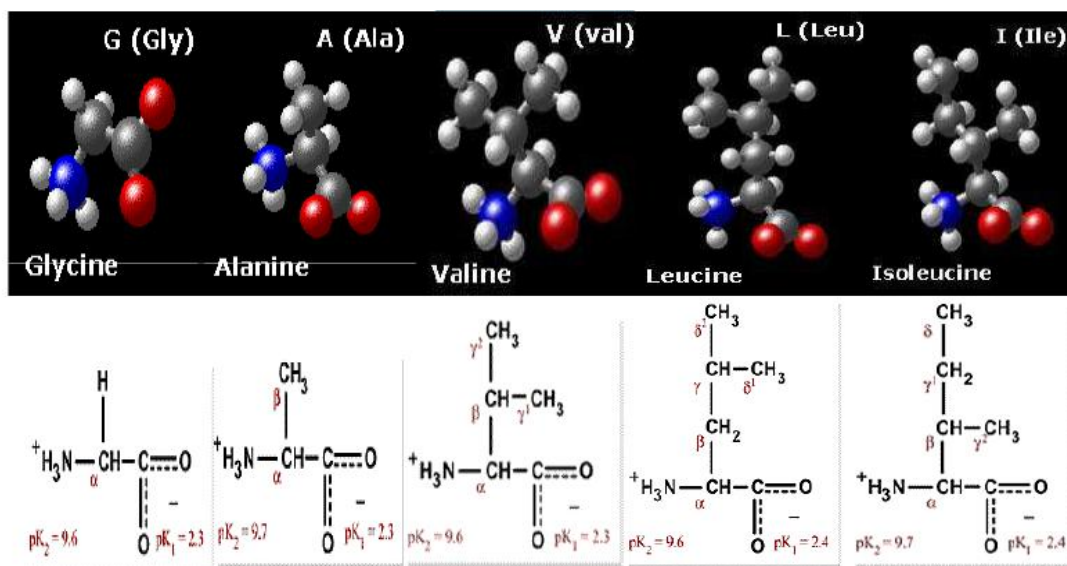 G (Gly)
Glycine
A (Ala)
Alanine
V (val)
Valine
L (Leu)
Leucine
I (Ile)
Isoleucine
H
+H₃N—CH—C=O
α
O
−
pK₂ = 9.6
pK₁ = 2.3
CH₃
β
+H₃N—CH—C=O
α
O
−
pK₂ = 9.7
pK₁ = 2.3
γ² CH₃
β CH—CH₃
γ¹
+H₃N—CH—C=O
α
O
−
pK₂ = 9.6
pK₁ = 2.3
CH₃
δ²
CH—CH₃
γ δ¹
β CH₂
+H₃N—CH—C=O
α
O
−
pK₂ = 9.6
pK₁ = 2.4
δ CH₃
CH₂
γ¹
CH—CH₃
β γ²
+H₃N—CH—C=O
α
O
−
pK₂ = 9.7
pK₁ = 2.4